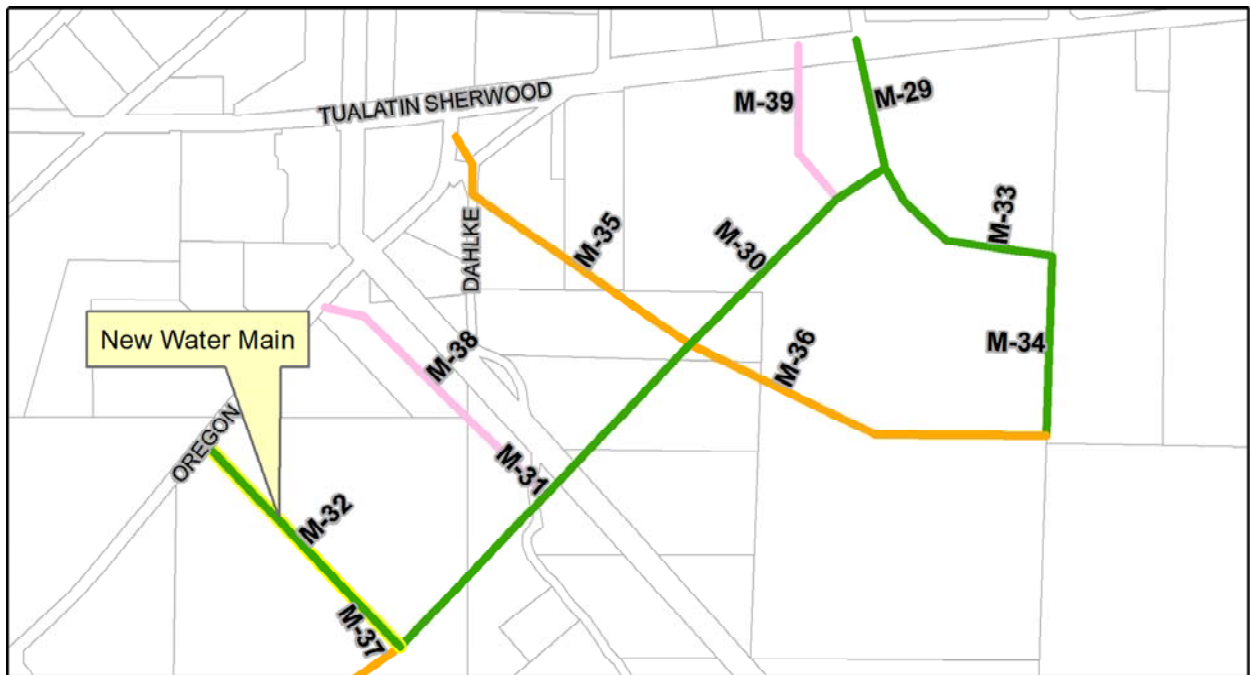 TUALATIN SHERWOOD
M-39
M-29
M-33
M-35
DAHLKE
M-30
New Water Main
M-38
M-36
M-34
OREGON
M-31
M-32
M-37